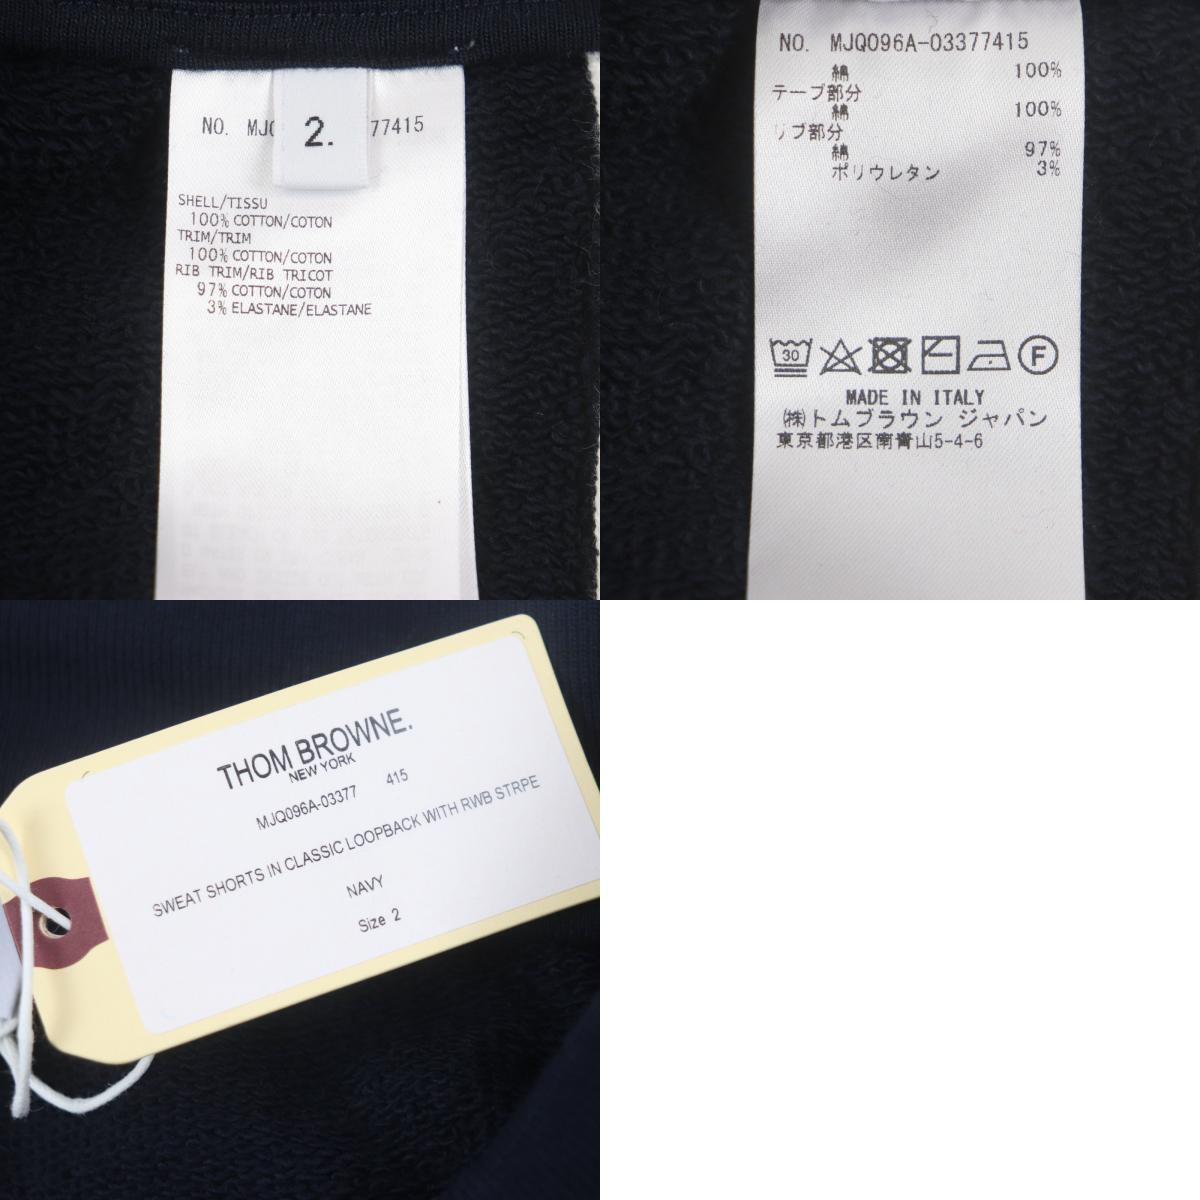 NO. MJQ 77415
2.
SHELL/TISSU
100% COTTON/COTON
TRIM/TRIM
100% COTTON/COTON
RIB TRIM/RIB TRICOT
97% COTTON/COTON
3% ELASTANE/ELASTANE
NO. MJQ096A-03377415
綿 100%
テープ部分
綿 100%
リブ部分
綿 97%
ポリウレタン 3%
30
F
MADE IN ITALY
(株)トムブラウン ジャパン
東京都港区南青山5-4-6
THOM BROWNE.
NEW YORK
MJQ096A-03377 415
SWEAT SHORTS IN CLASSIC LOOPBACK WITH RWB STRPE
NAVY
Size 2